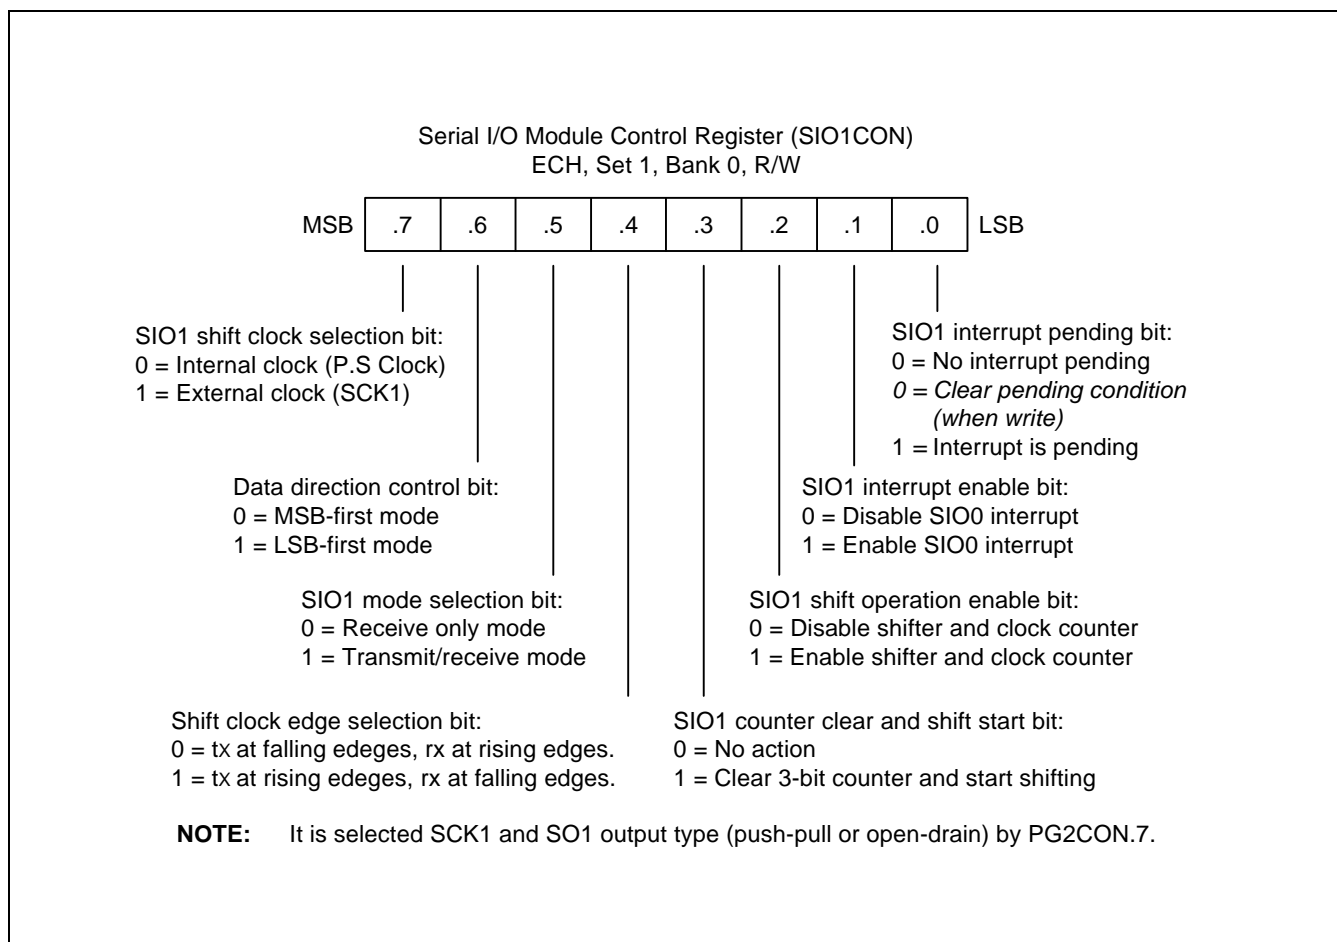 Serial I/O Module Control Register (SIO1CON)
ECH, Set 1, Bank 0, R/W
MSB .7 .6 .5 .4 .3 .2 .1 .0 LSB
SIO1 shift clock selection bit:
0 = Internal clock (P.S Clock)
1 = External clock (SCK1)
SIO1 interrupt pending bit:
0 = No interrupt pending
0 = Clear pending condition
(when write)
1 = Interrupt is pending
Data direction control bit:
0 = MSB-first mode
1 = LSB-first mode
SIO1 interrupt enable bit:
0 = Disable SIO0 interrupt
1 = Enable SIO0 interrupt
SIO1 mode selection bit:
0 = Receive only mode
1 = Transmit/receive mode
SIO1 shift operation enable bit:
0 = Disable shifter and clock counter
1 = Enable shifter and clock counter
Shift clock edge selection bit:
0 = tx at falling edeges, rx at rising edges.
1 = tx at rising edeges, rx at falling edges.
SIO1 counter clear and shift start bit:
0 = No action
1 = Clear 3-bit counter and start shifting
NOTE: It is selected SCK1 and SO1 output type (push-pull or open-drain) by PG2CON.7.